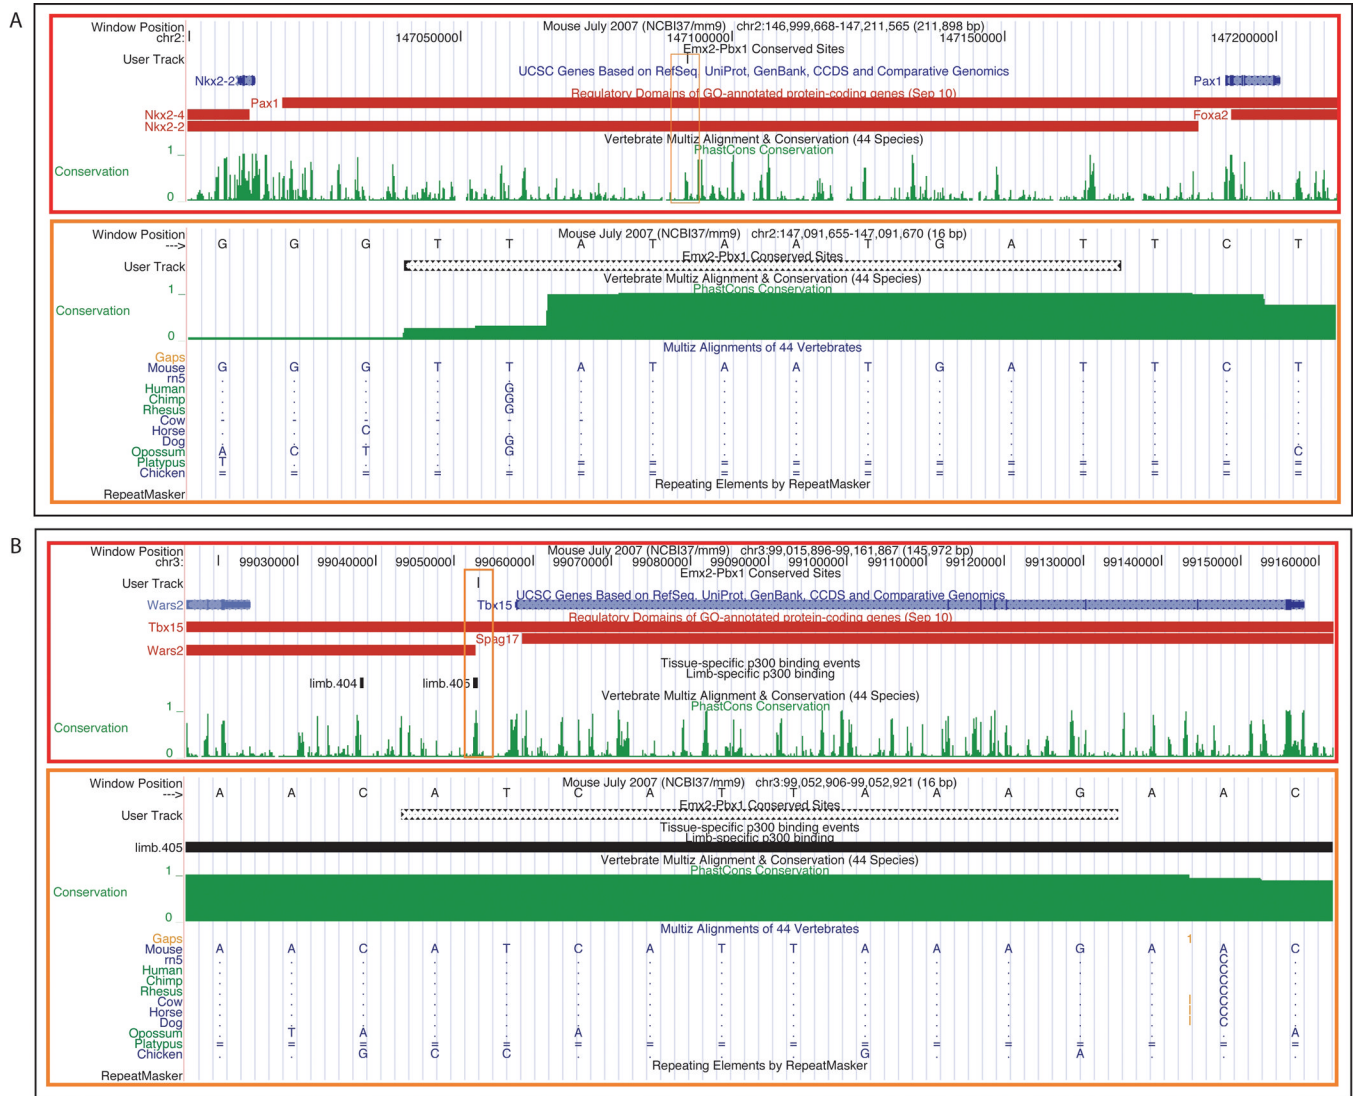 A
Window Position Mouse July 2007 (NCBI37/mm9) chr2:146,999,668-147,211,565 (211,898 bp)
chr2: 147050000 147100000 147150000 147200000
Emx2-Pbx1 Conserved Sites
User Track
UCSC Genes Based on RefSeq, UniProt, GenBank, CCDS and Comparative Genomics
Nkx2-2 Pax1
Regulatory Domains of GO-annotated protein-coding genes (Sep 10)
Pax1
Nkx2-4 Foxa2
Nkx2-2
Vertebrate Multiz Alignment & Conservation (44 Species)
PhastCons Conservation
1
Conservation
0
Window Position Mouse July 2007 (NCBI37/mm9) chr2:147,091,655-147,091,670 (16 bp)
---> G G G T T A T A A T G A T T C T
Emx2-Pbx1 Conserved Sites
User Track
Vertebrate Multiz Alignment & Conservation (44 Species)
PhastCons Conservation
1
Conservation
0
Multiz Alignments of 44 Vertebrates
Gaps
Mouse G G G T T A T A A T G A T T C T
rn5 . . . . . . . . . . . . . . . .
Human . . . . G . . . . . . . . . . .
Chimp . . . . G . . . . . . . . . . .
Rhesus . . . . G . . . . . . . . . . .
Cow - - - - - - . . . . . . . . . .
Horse . . C . . . . . . . . . . . . .
Dog . . . . G . . . . . . . . . . .
Opossum A C T . G . . . . . . . . . . C
Platypus T . . . . = = = = = = = = = = =
Chicken = = = = = = = = = = = = = = = =
Repeating Elements by RepeatMasker
RepeatMasker
B
Window Position Mouse July 2007 (NCBI37/mm9) chr3:99,015,896-99,161,867 (145,972 bp)
chr3: 99030000 99040000 99050000 99060000 99070000 99080000 99090000 99100000 99110000 99120000 99130000 99140000 99150000 99160000
Emx2-Pbx1 Conserved Sites
User Track
UCSC Genes Based on RefSeq, UniProt, GenBank, CCDS and Comparative Genomics
Wars2 Tbx15
Regulatory Domains of GO-annotated protein-coding genes (Sep 10)
Tbx15
Spag17
Wars2
Tissue-specific p300 binding events
Limb-specific p300 binding
limb.404 limb.405
Vertebrate Multiz Alignment & Conservation (44 Species)
PhastCons Conservation
1
Conservation
0
Window Position Mouse July 2007 (NCBI37/mm9) chr3:99,052,906-99,052,921 (16 bp)
---> A A C A T C A T T A A A G A A C
Emx2-Pbx1 Conserved Sites
User Track
Tissue-specific p300 binding events
Limb-specific p300 binding
limb.405
Vertebrate Multiz Alignment & Conservation (44 Species)
PhastCons Conservation
1
Conservation
0
Multiz Alignments of 44 Vertebrates
Gaps 1
Mouse A A C A T C A T T A A A G A A C
rn5 . . . . . . . . . . . . . . C .
Human . . . . . . . . . . . . . . C .
Chimp . . . . . . . . . . . . . . C .
Rhesus . . . . . . . . . . . . . . C .
Cow . . . . . . . . . . . . . . | C .
Horse . . . . . . . . . . . . . . | C .
Dog . . . . . . . . . . . . . . | C .
Opossum . T A . . A . . . . . . . . . A
Platypus = = = = = = = = = = = = = = = =
Chicken . . G C C . . . . G . . A . . .
Repeating Elements by RepeatMasker
RepeatMasker